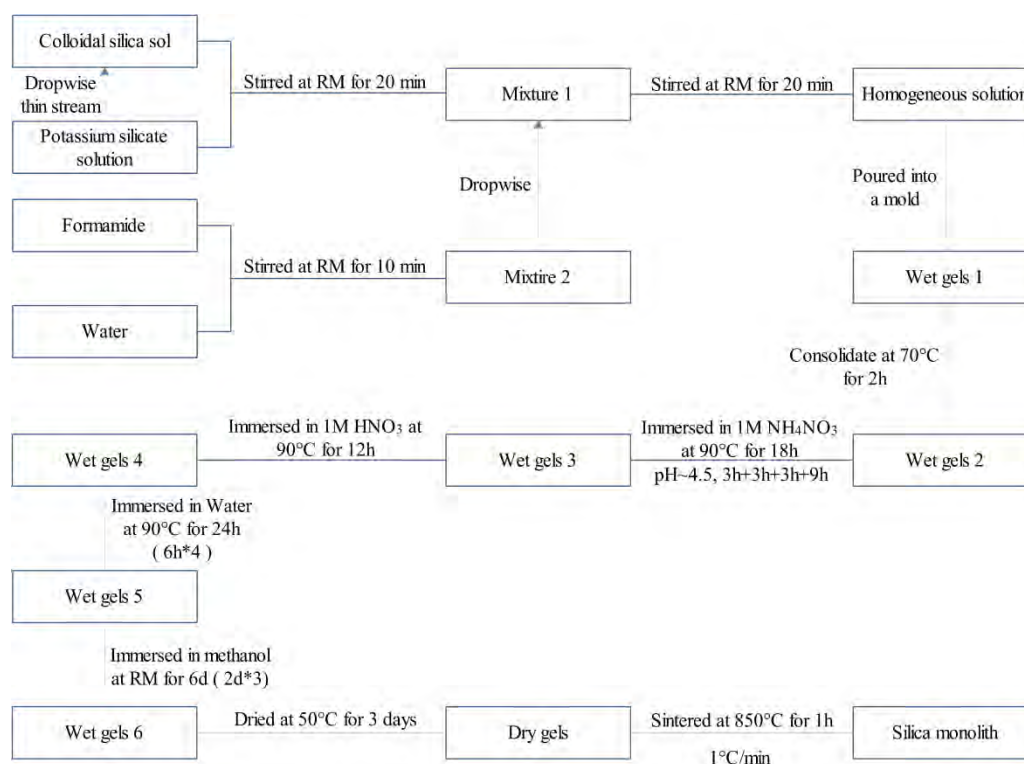 Colloidal silica sol
Dropwise
thin stream
Stirred at RM for 20 min
Mixture 1
Stirred at RM for 20 min
Homogeneous solution
Potassium silicate
solution
Dropwise
Poured into
a mold
Formamide
Stirred at RM for 10 min
Mixtire 2
Wet gels 1
Water
Consolidate at 70°C
for 2h
Wet gels 4
Immersed in 1M HNO₃ at
90°C for 12h
Wet gels 3
Immersed in 1M NH₄NO₃
at 90°C for 18h
pH~4.5, 3h+3h+3h+9h
Wet gels 2
Immersed in Water
at 90°C for 24h
( 6h*4 )
Wet gels 5
Immersed in methanol
at RM for 6d ( 2d*3)
Wet gels 6
Dried at 50°C for 3 days
Dry gels
Sintered at 850°C for 1h
1°C/min
Silica monolith